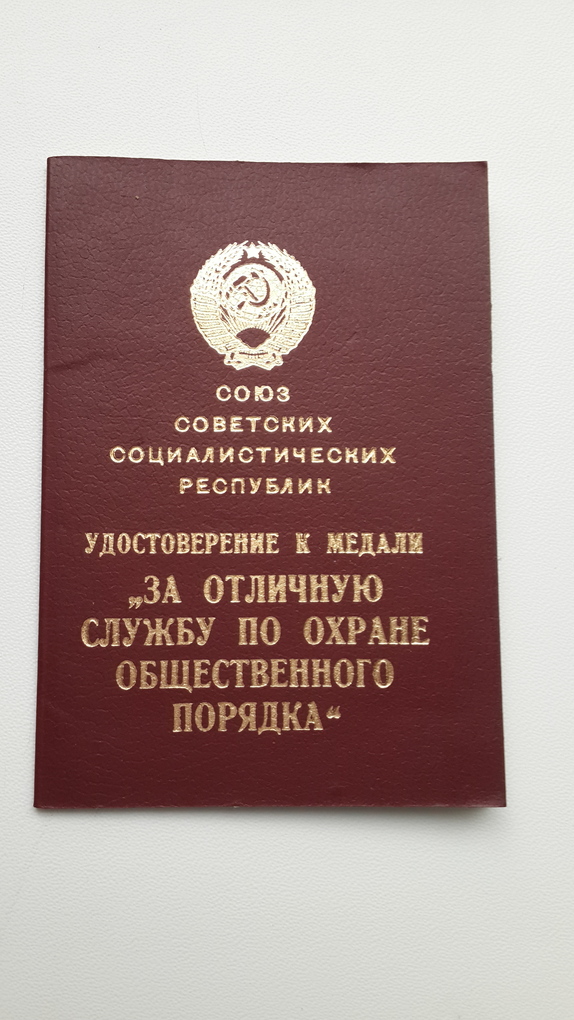 СОЮЗ
СОВЕТСКИХ
СОЦИАЛИСТИЧЕСКИХ
РЕСПУБЛИК
УДОСТОВЕРЕНИЕ К МЕДАЛИ
„ЗА ОТЛИЧНУЮ
СЛУЖБУ ПО ОХРАНЕ
ОБЩЕСТВЕННОГО
ПОРЯДКА“